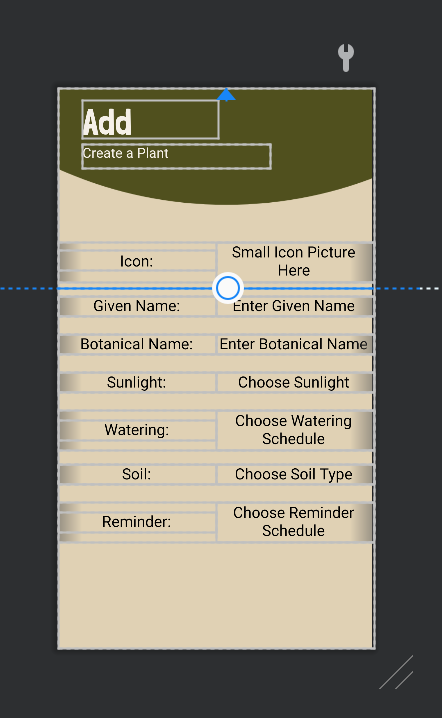 Add
Create a Plant
Icon:
Small Icon Picture
Here
Given Name:
Enter Given Name
Botanical Name:
Enter Botanical Name
Sunlight:
Choose Sunlight
Watering:
Choose Watering
Schedule
Soil:
Choose Soil Type
Reminder:
Choose Reminder
Schedule